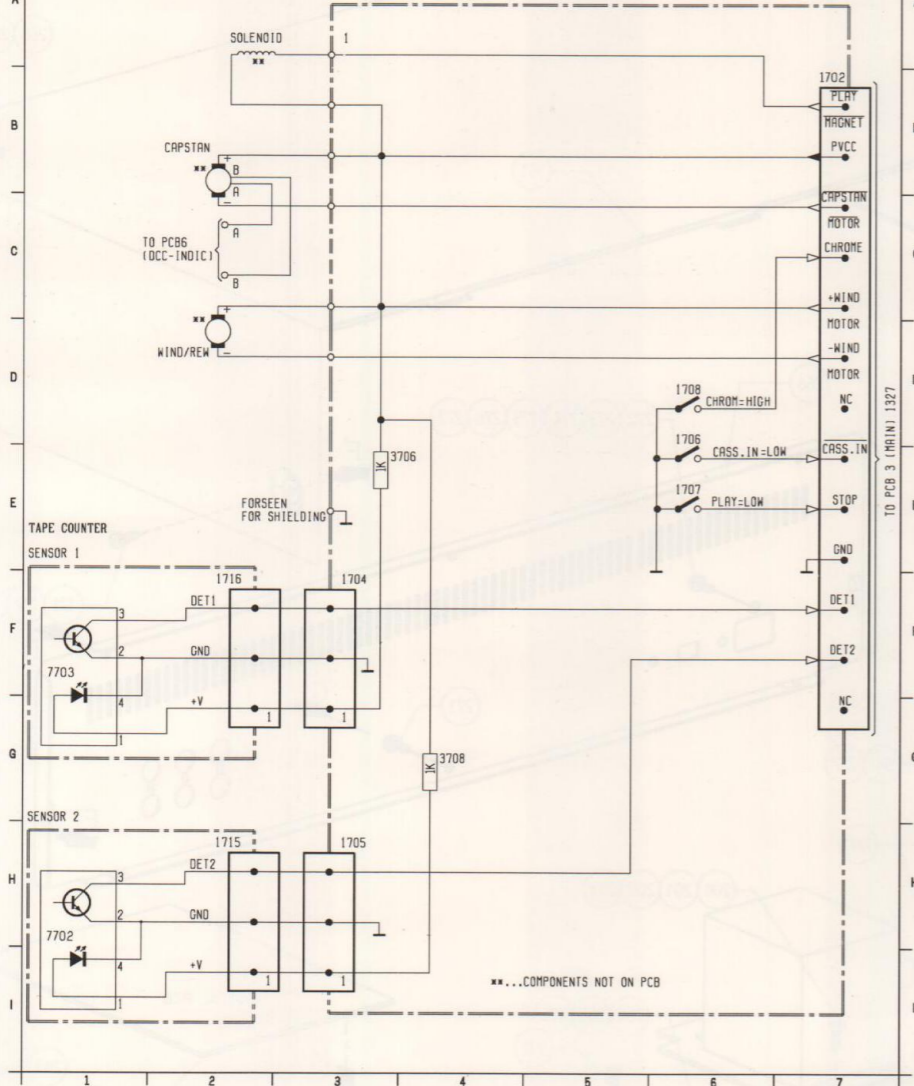 A
SOLENOID
**
1
1702
PLAY
MAGNET
B
CAPSTAN
+
**
B
A
-
PVCC
CAPSTAN
MOTOR
C
TO PCB6
(DCC-INDIC)
A
B
CHROME
+
**
-
WIND/REW
+WIND
MOTOR
-WIND
MOTOR
D
1708
CHROM=HIGH
NC
1706
CASS.IN=LOW
CASS.IN
3706
1K
1707
PLAY=LOW
STOP
E
FORSEEN
FOR SHIELDING
TO PCB 3 (MAIN) 1327
TAPE COUNTER
SENSOR 1
GND
1716
1704
F
3
DET1
DET1
2
GND
DET2
7703
4
+V
1
1
1
NC
G
3708
1K
SENSOR 2
1715
1705
H
3
DET2
2
GND
7702
4
+V
1
1
1
**...COMPONENTS NOT ON PCB
I
1 2 3 4 5 6 7